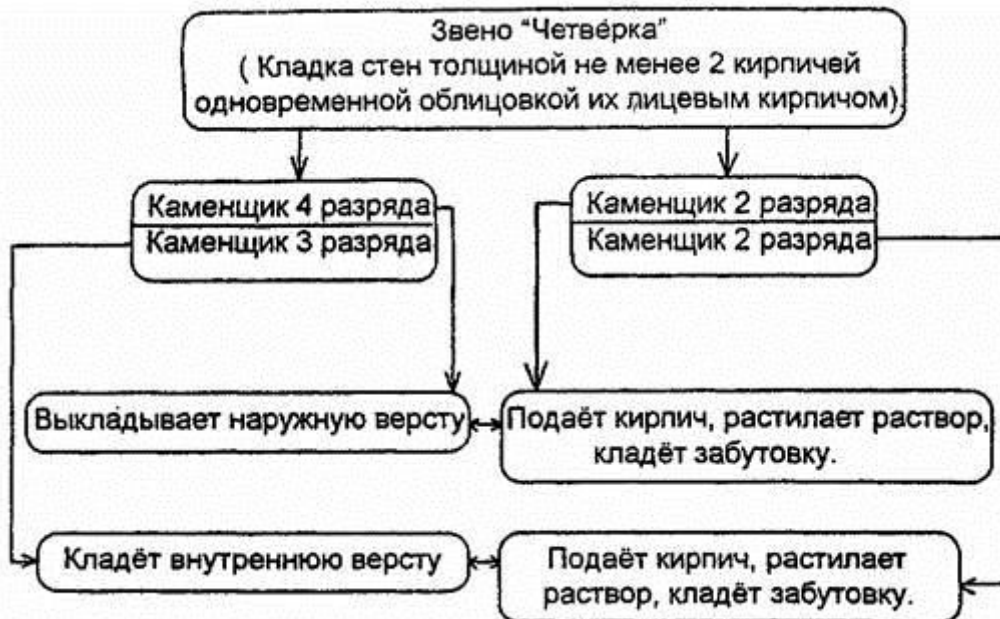 Звено "Четвёрка"
( Кладка стен толщиной не менее 2 кирпичей
одновременной облицовкой их лицевым кирпичом).
Каменщик 4 разряда
Каменщик 3 разряда
Каменщик 2 разряда
Каменщик 2 разряда
Выкладывает наружную версту
Подаёт кирпич, растилает раствор,
кладёт забутовку.
Кладёт внутреннюю версту
Подаёт кирпич, растилает
раствор, кладёт забутовку.